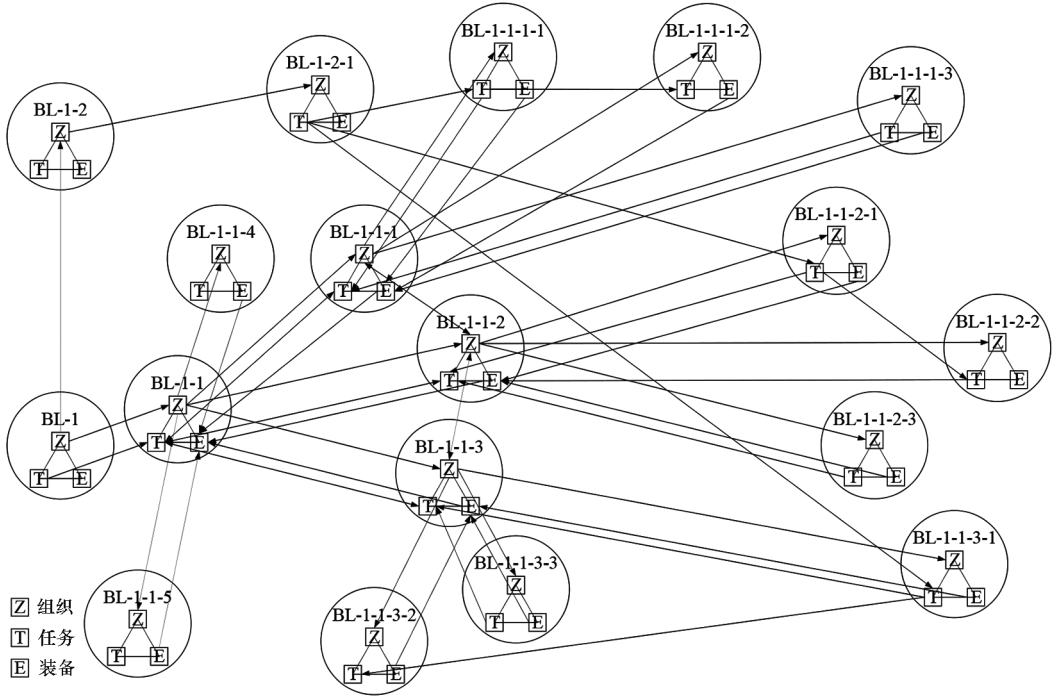 BL-1-1-1-1
Z
T E
BL-1-1-1-2
Z
T E
BL-1-2-1
Z
T E
BL-1-1-1-3
Z
T E
BL-1-2
Z
T E
BL-1-1-4
Z
T E
BL-1-1-1
Z
T E
BL-1-1-2-1
Z
T E
BL-1-1-2
Z
T E
BL-1-1-2-2
Z
T E
BL-1-1
Z
T E
BL-1
Z
T E
BL-1-1-2-3
Z
T E
BL-1-1-3
Z
T E
BL-1-1-3-1
Z
T E
BL-1-1-3-3
Z
T E
BL-1-1-5
Z
T E
BL-1-1-3-2
Z
T E
Z 组织
T 任务
E 装备